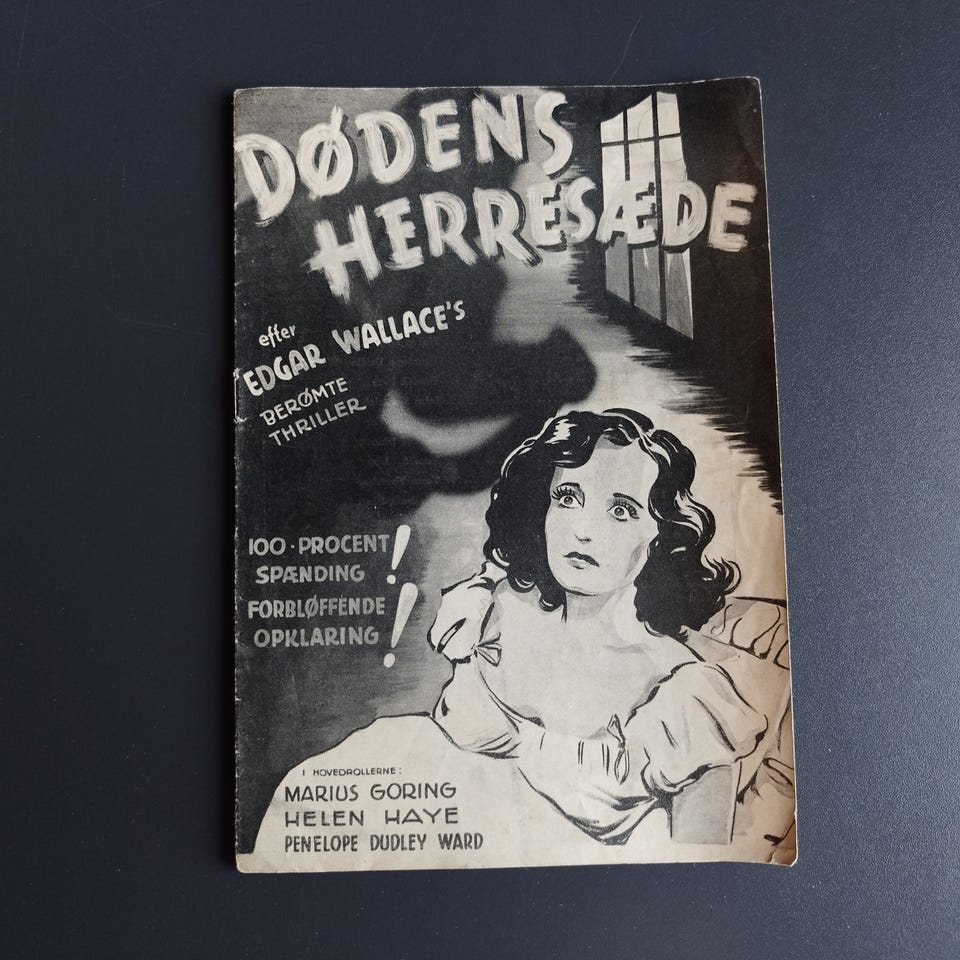 DØDENS
HERRESÆDE
efter
EDGAR WALLACE'S
BERØMTE
THRILLER
100-PROCENT
SPÆNDING!
FORBLØFFENDE
OPKLARING!
I HOVEDROLLERNE:
MARIUS GORING
HELEN HAYE
PENELOPE DUDLEY WARD